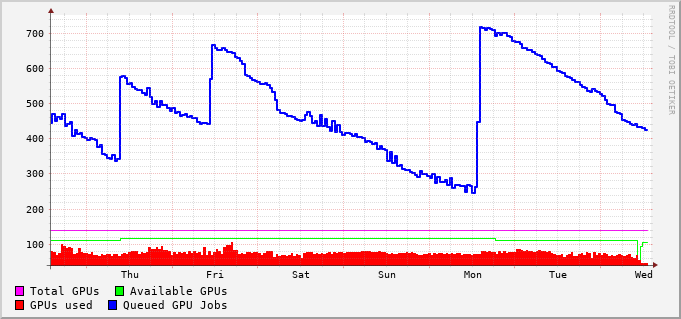 RRDTOOL / TOBI OETIKER
700
600
500
400
300
200
100
Thu Fri Sat Sun Mon Tue Wed
Total GPUs Available GPUs
GPUs used Queued GPU Jobs